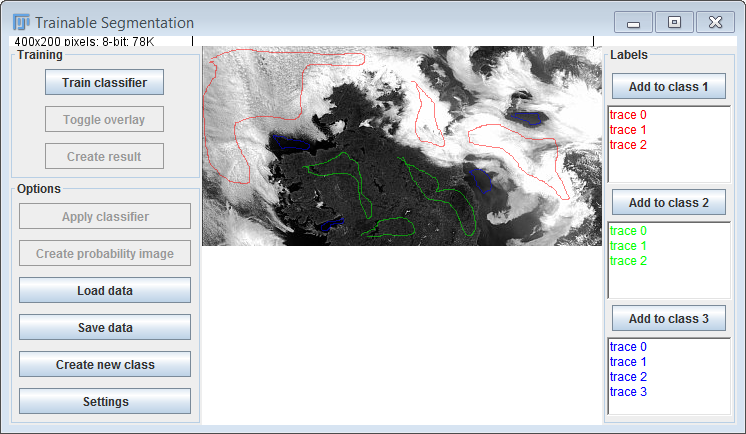 Trainable Segmentation
400x200 pixels: 8-bit: 78K
Training
Train classifier
Toggle overlay
Create result
Options
Apply classifier
Create probability image
Load data
Save data
Create new class
Settings
Labels
Add to class 1
trace 0
trace 1
trace 2
Add to class 2
trace 0
trace 1
trace 2
Add to class 3
trace 0
trace 1
trace 2
trace 3